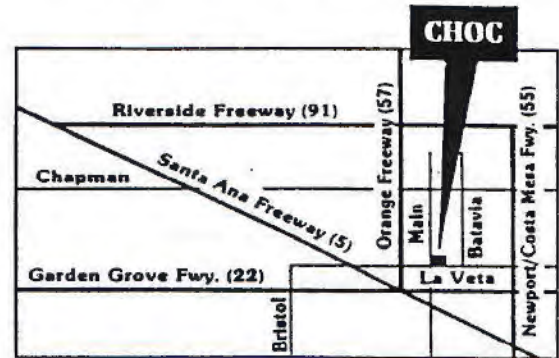 CHOC
Riverside Freeway (91)
Orange Freeway (57)
Newport/Costa Mesa Fwy. (55)
Chapman
Santa Ana Freeway (5)
Main
Batavia
Garden Grove Fwy. (22)
La Veta
Bristol